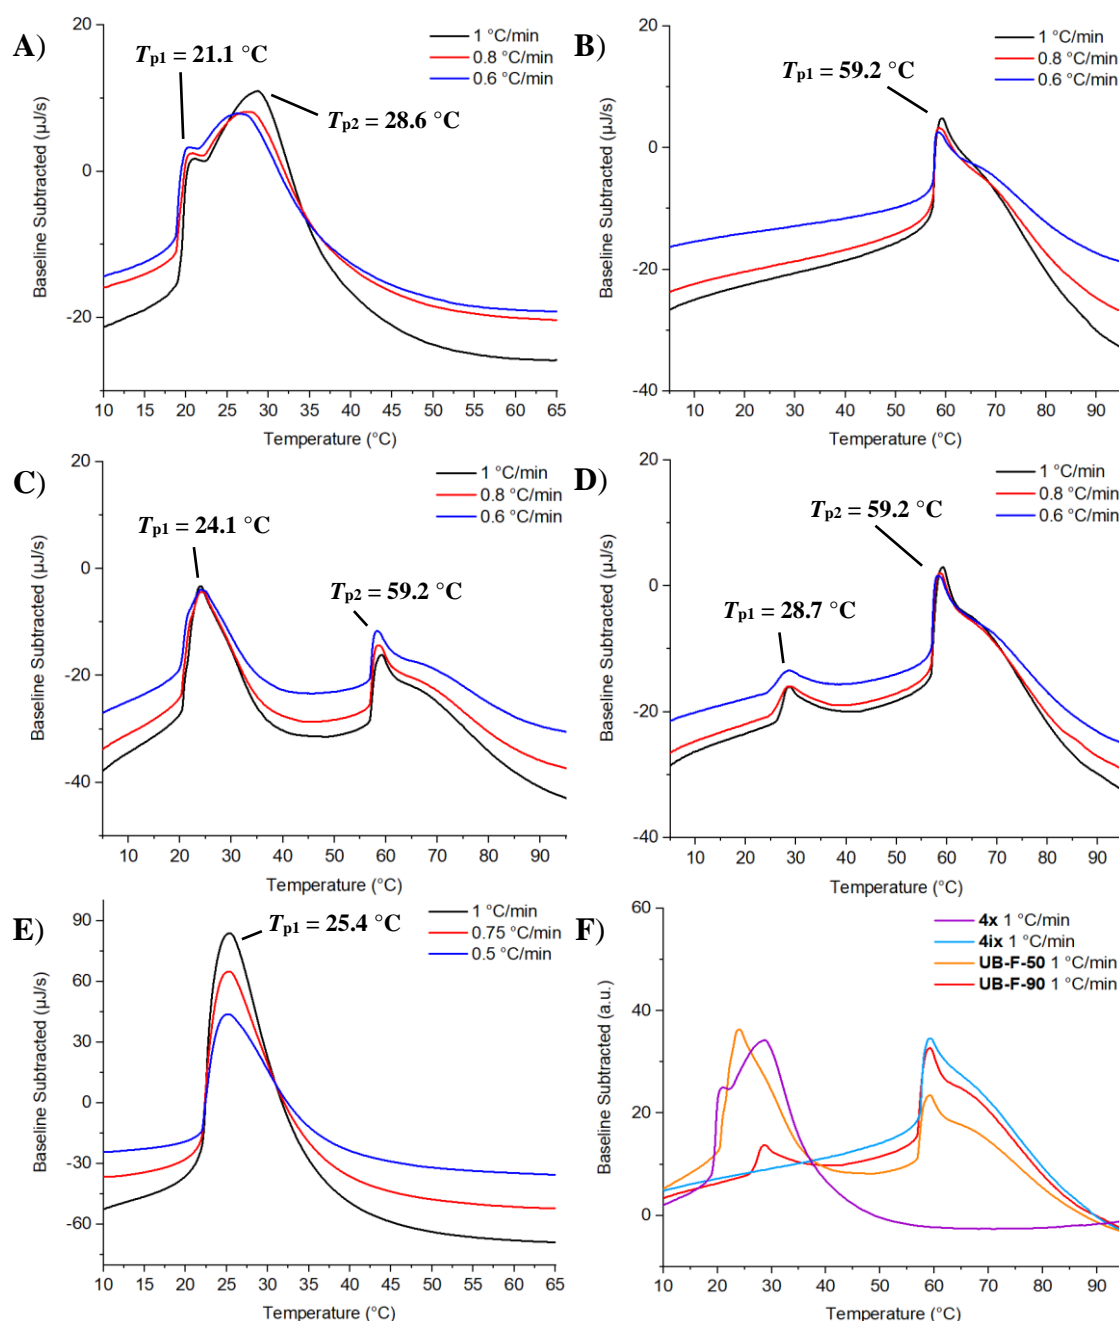 A)
20
0
-20
Baseline Subtracted (µJ/s)
10 15 20 25 30 35 40 45 50 55 60 65
Temperature (°C)
1 °C/min
0.8 °C/min
0.6 °C/min
Tp1 = 21.1 °C
Tp2 = 28.6 °C
B)
20
0
-20
-40
Baseline Subtracted (µJ/s)
10 20 30 40 50 60 70 80 90
Temperature (°C)
1 °C/min
0.8 °C/min
0.6 °C/min
Tp1 = 59.2 °C
C)
20
0
-20
-40
Baseline Subtracted (µJ/s)
10 20 30 40 50 60 70 80 90
Temperature (°C)
1 °C/min
0.8 °C/min
0.6 °C/min
Tp1 = 24.1 °C
Tp2 = 59.2 °C
D)
20
0
-20
-40
Baseline Subtracted (µJ/s)
10 20 30 40 50 60 70 80 90
Temperature (°C)
1 °C/min
0.8 °C/min
0.6 °C/min
Tp2 = 59.2 °C
Tp1 = 28.7 °C
E)
90
60
30
0
-30
-60
Baseline Subtracted (µJ/s)
10 15 20 25 30 35 40 45 50 55 60 65
Temperature (°C)
1 °C/min
0.75 °C/min
0.5 °C/min
Tp1 = 25.4 °C
F)
60
40
20
0
Baseline Subtracted (a.u.)
10 20 30 40 50 60 70 80 90
Temperature (°C)
4x 1 °C/min
4ix 1 °C/min
UB-F-50 1 °C/min
UB-F-90 1 °C/min